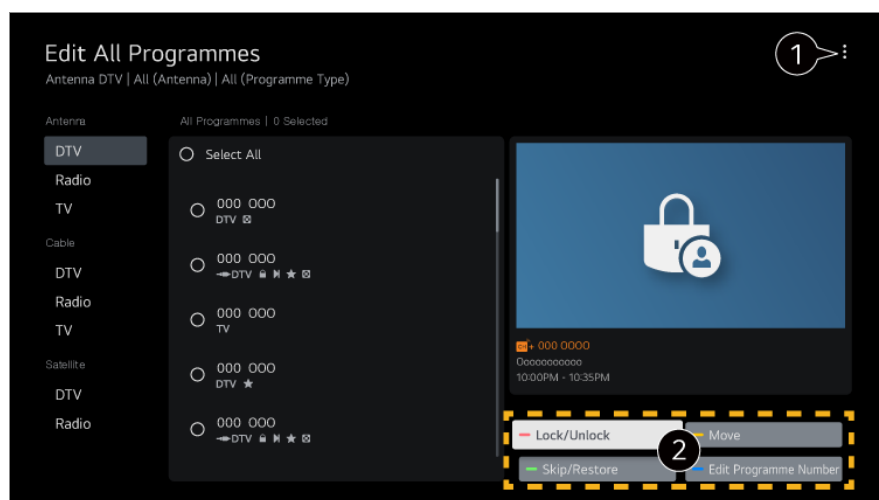 Edit All Programmes
Antenna DTV | All (Antenna) | All (Programme Type)
1
Antenna
DTV
Radio
TV
Cable
DTV
Radio
TV
Satellite
DTV
Radio
All Programmes | 0 Selected
Select All
000 000
DTV
000 000
DTV
000 000
TV
000 000
DTV
000 000
DTV
+ 000 0000
Ooooooooooo
10:00PM - 10:35PM
Lock/Unlock
Move
2
Skip/Restore
Edit Programme Number